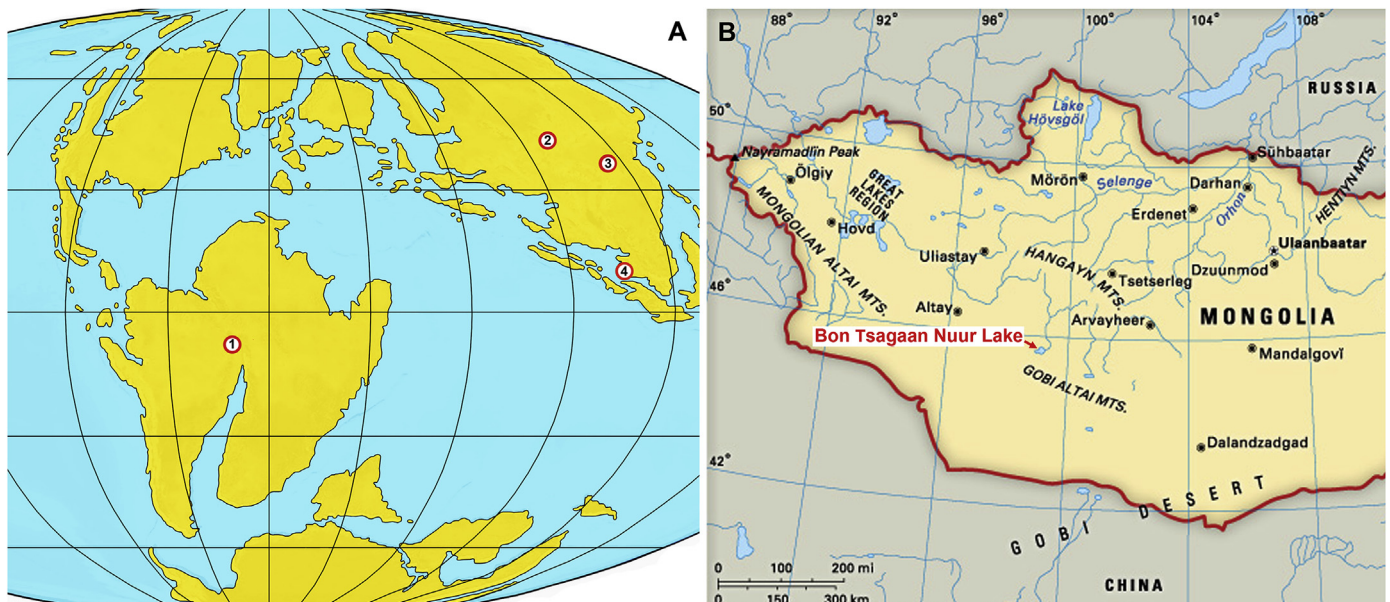 A
1
2
3
4
B
88°
92°
96°
100°
104°
108°
50°
46°
42°
RUSSIA
Lake
Hövsgöl
Nayramadlïn Peak
Ölgiy
GREAT
LAKES
REGION
Mörön
Selenge
Sühbaatar
Darhan
Orhon
Erdenet
HENTIYN MTS.
MONGOLIAN ALTAI MTS.
Hovd
Uliastay
HANGAYN MTS.
Tsetserleg
Ulaanbaatar
Dzuunmod
Altay
Arvayheer
MONGOLIA
Bon Tsagaan Nuur Lake
Mandalgovĭ
GOBI ALTAI MTS.
Dalandzadgad
GOBI DESERT
CHINA
0 100 200 mi
0 150 300 km